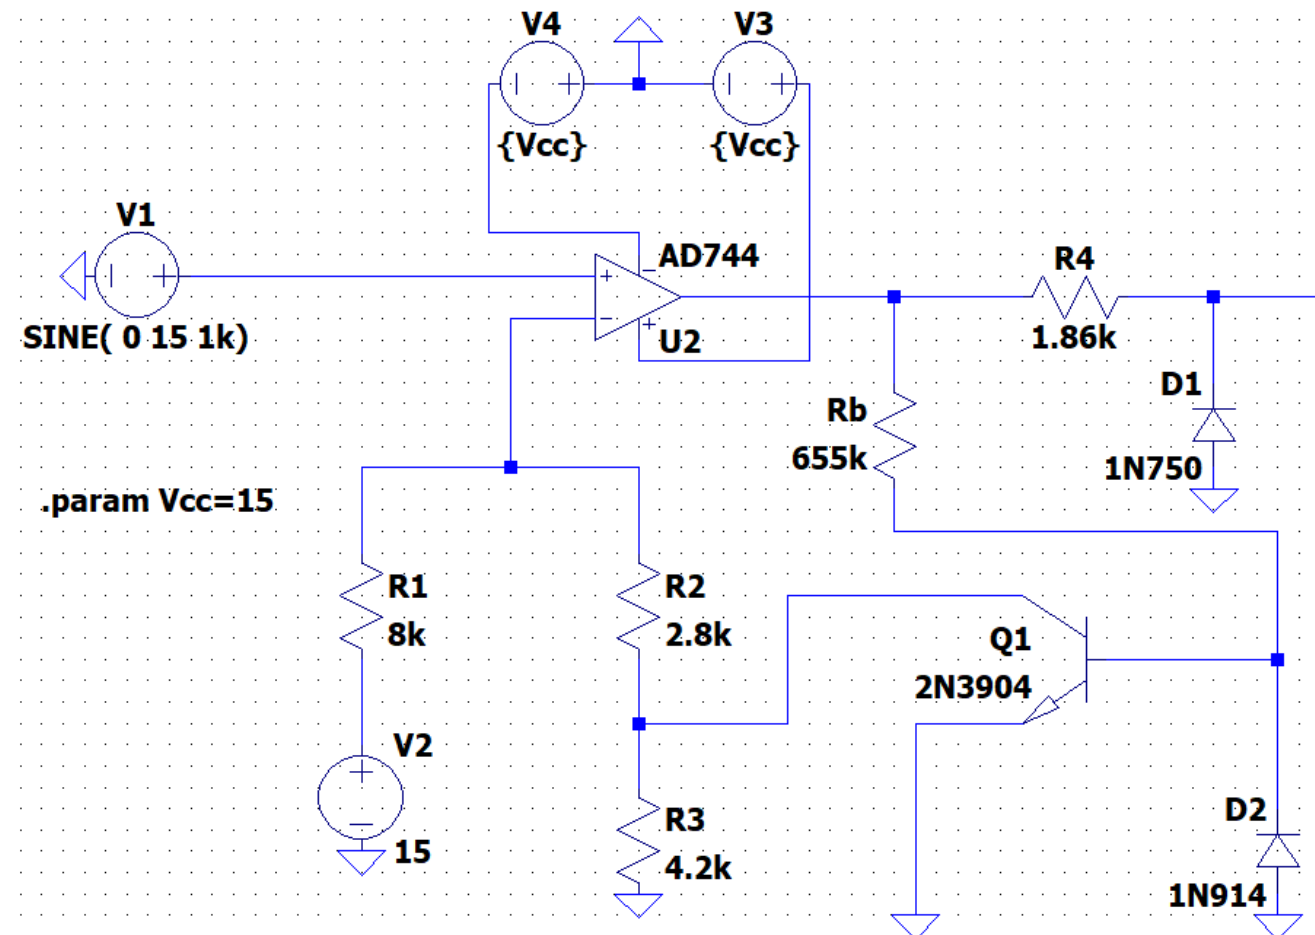 V4
V3
{Vcc}
{Vcc}
V1
SINE( 0 15 1k)
AD744
U2
R4
1.86k
D1
1N750
Rb
655k
.param Vcc=15
R1
8k
R2
2.8k
Q1
2N3904
V2
15
R3
4.2k
D2
1N914